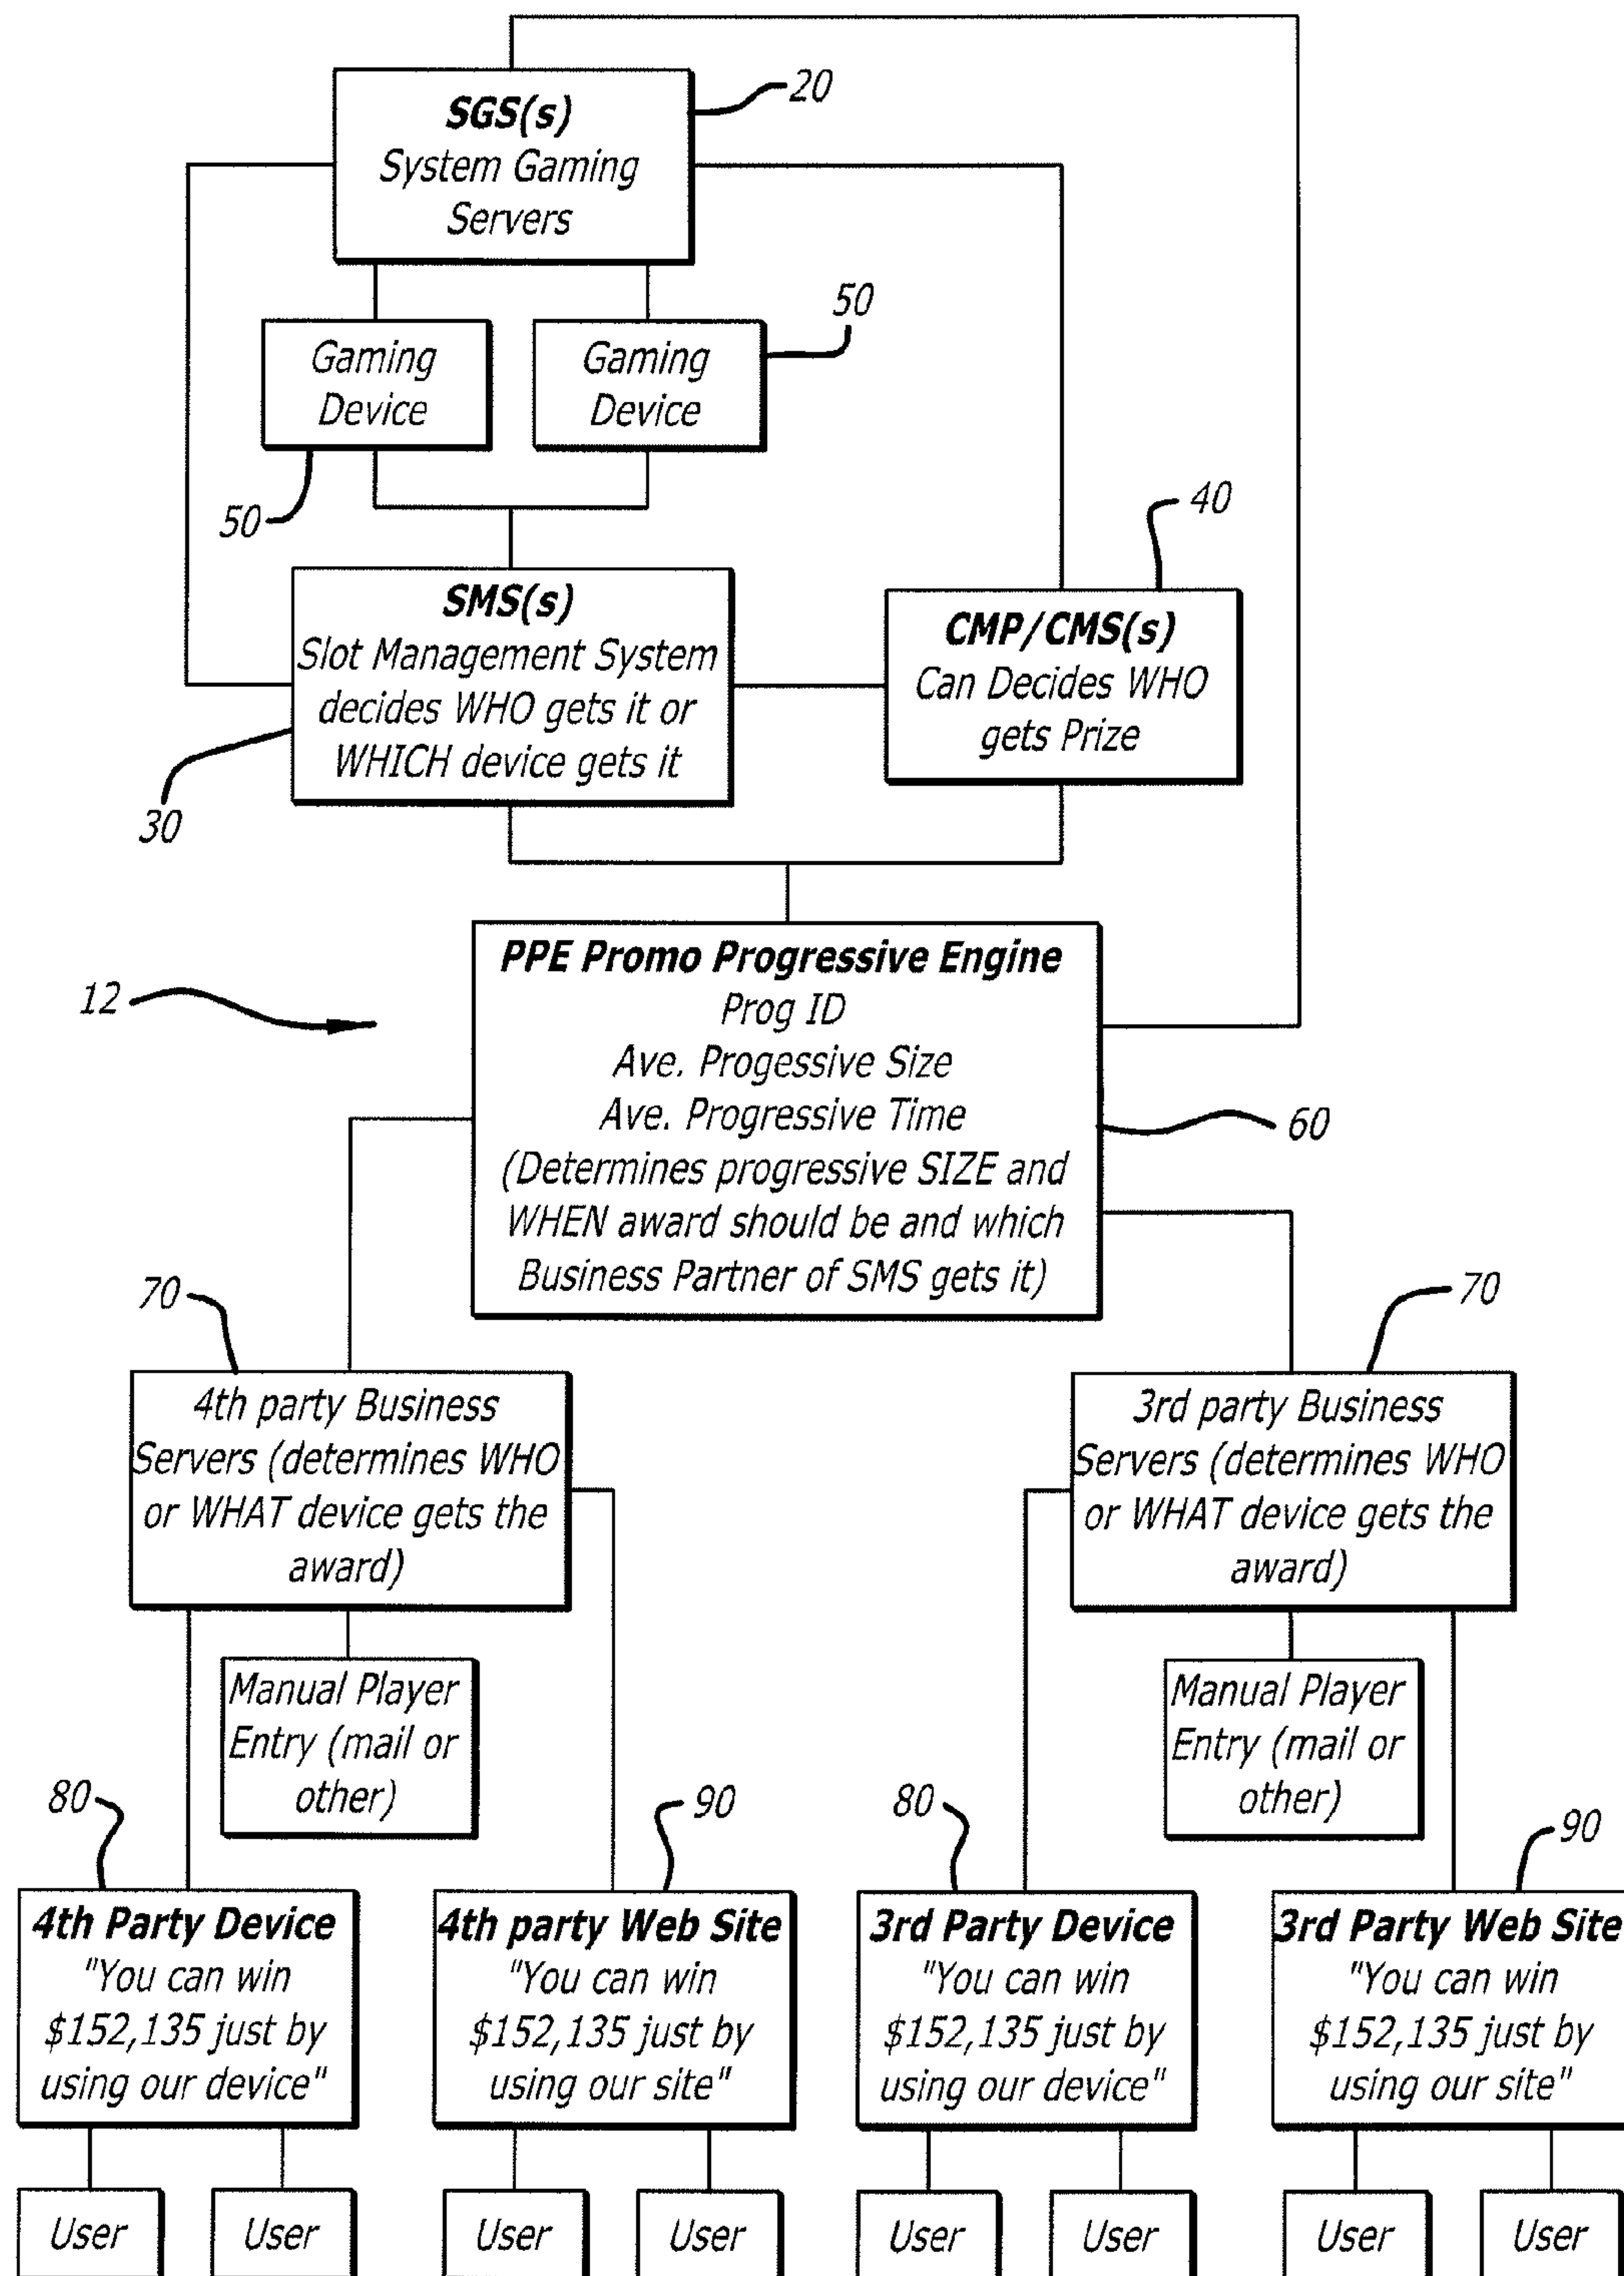 SGS(s)
System Gaming
Servers
20
Gaming
Device
Gaming
Device
50
50
SMS(s)
Slot Management System
decides WHO gets it or
WHICH device gets it
30
CMP/CMS(s)
Can Decides WHO
gets Prize
40
PPE Promo Progressive Engine
Prog ID
Ave. Progessive Size
Ave. Progressive Time
(Determines progressive SIZE and
WHEN award should be and which
Business Partner of SMS gets it)
12
60
70
4th party Business
Servers (determines WHO
or WHAT device gets the
award)
70
3rd party Business
Servers (determines WHO
or WHAT device gets the
award)
Manual Player
Entry (mail or
other)
Manual Player
Entry (mail or
other)
80
4th Party Device
"You can win
$152,135 just by
using our device"
90
4th party Web Site
"You can win
$152,135 just by
using our site"
80
3rd Party Device
"You can win
$152,135 just by
using our device"
90
3rd Party Web Site
"You can win
$152,135 just by
using our site"
User
User
User
User
User
User
User
User